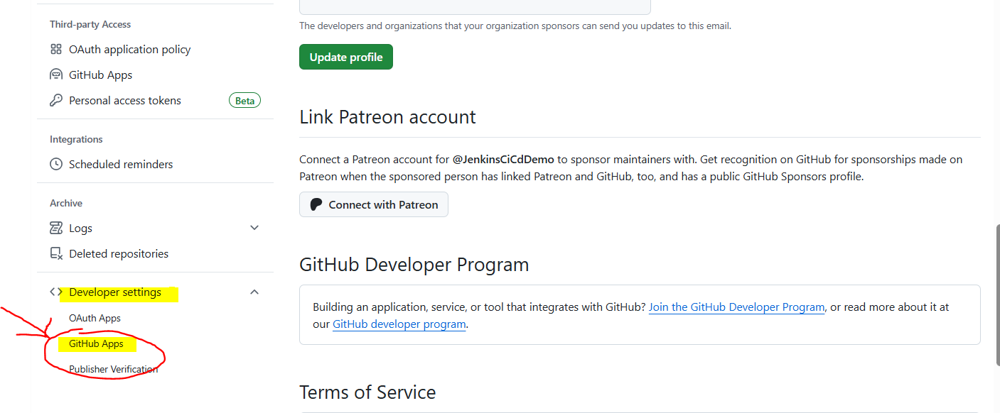 Third-party Access
OAuth application policy
GitHub Apps
Personal access tokens
Beta
Integrations
Scheduled reminders
Archive
Logs
Deleted repositories
Developer settings
OAuth Apps
GitHub Apps
Publisher Verification
The developers and organizations that your organization sponsors can send you updates to this email.
Update profile
Link Patreon account
Connect a Patreon account for @JenkinsCiCdDemo to sponsor maintainers with. Get recognition on GitHub for sponsorships made on
Patreon when the sponsored person has linked Patreon and GitHub, too, and has a public GitHub Sponsors profile.
Connect with Patreon
GitHub Developer Program
Building an application, service, or tool that integrates with GitHub? Join the GitHub Developer Program, or read more about it at
our GitHub developer program.
Terms of Service